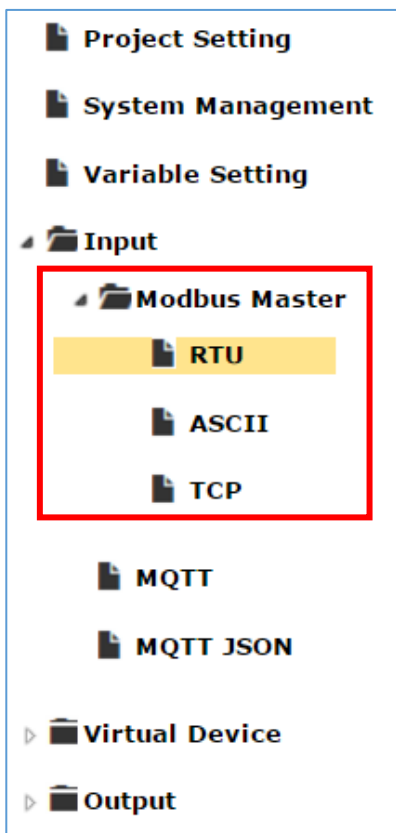 Project Setting
System Management
Variable Setting
Input
Modbus Master
RTU
ASCII
TCP
MQTT
MQTT JSON
Virtual Device
Output